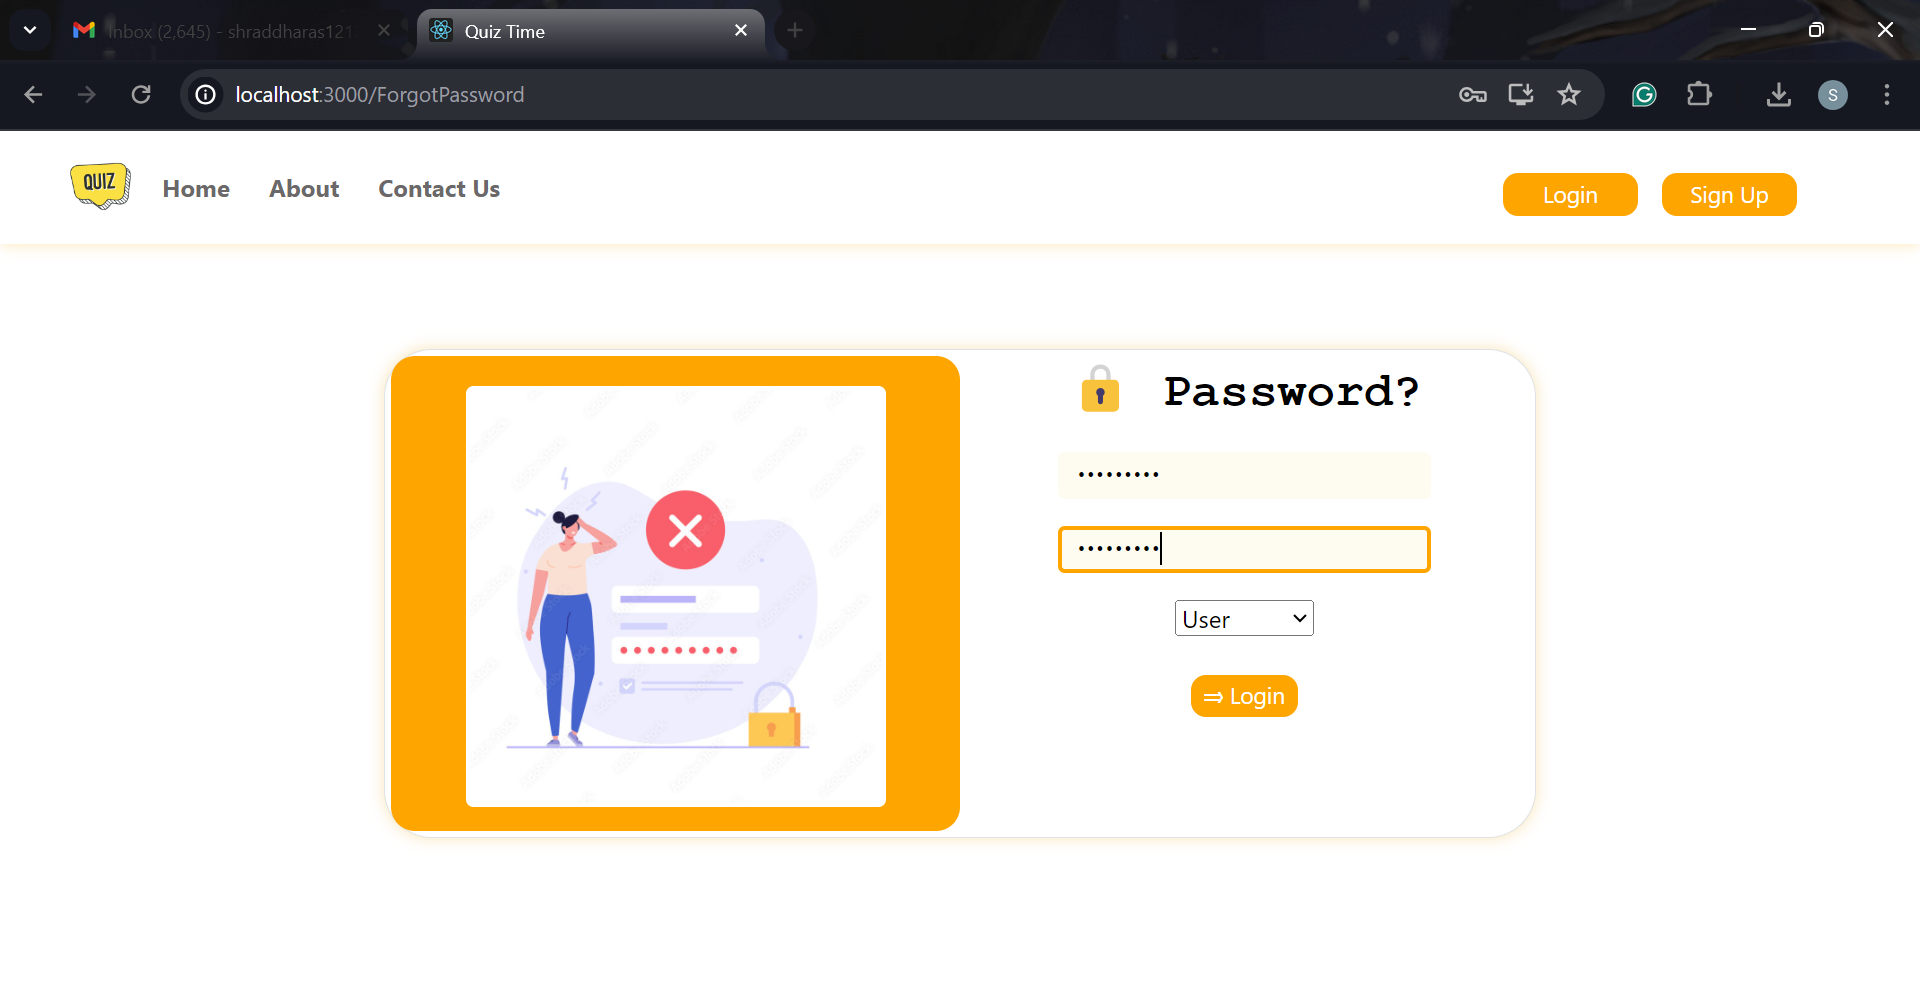 Inbox (2,645) - shraddharas121
Quiz Time
localhost:3000/ForgotPassword
S
QUIZ
Home
About
Contact Us
Login
Sign Up
Password?
•••••••••
•••••••••
User
⇒ Login